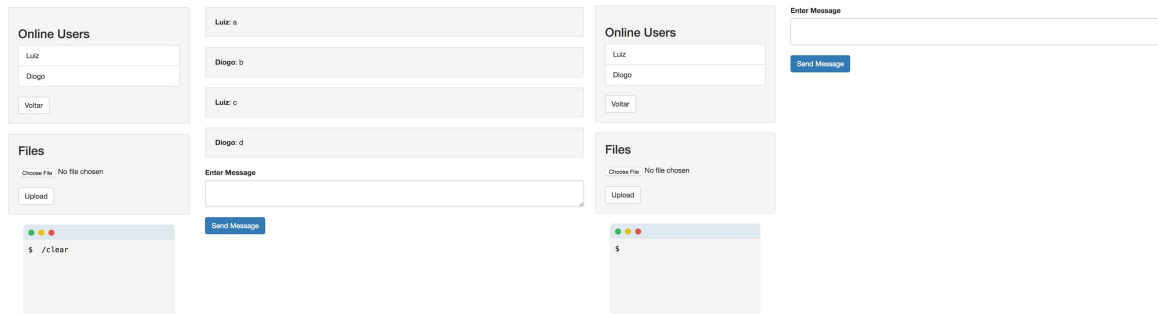 Online Users
Luiz
Diogo
Voltar
Files
Choose File No file chosen
Upload
$ /clear
Luiz: a
Diogo: b
Luiz: c
Diogo: d
Enter Message
Send Message
Online Users
Luiz
Diogo
Voltar
Files
Choose File No file chosen
Upload
$
Enter Message
Send Message